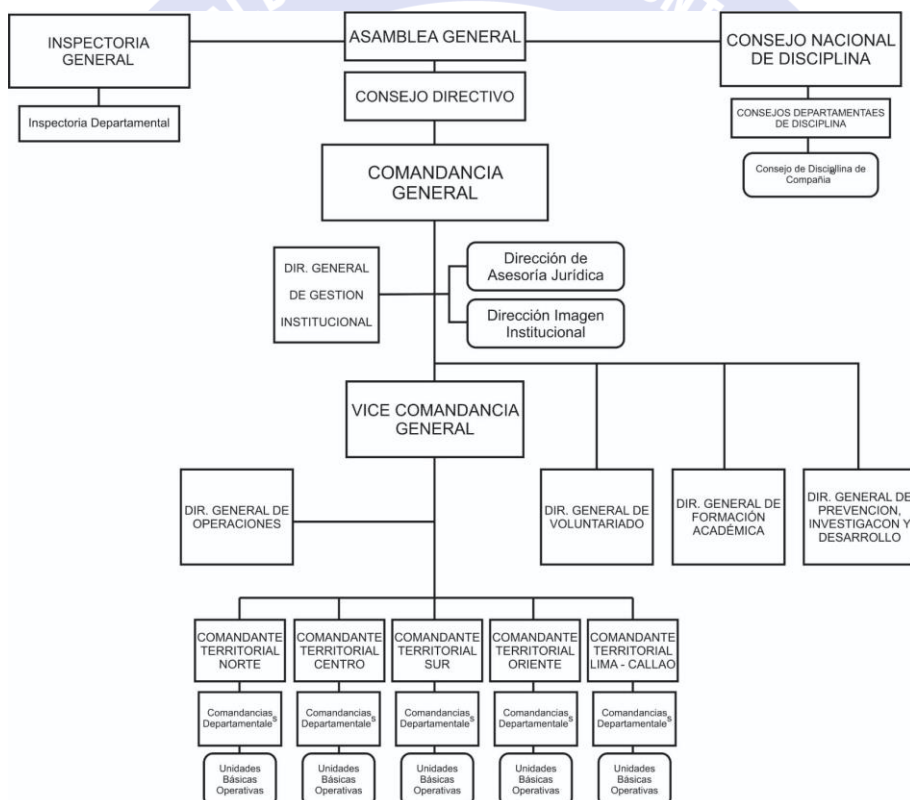 INSPECTORIA
GENERAL
ASAMBLEA GENERAL
CONSEJO NACIONAL
DE DISCIPLINA
Inspectoria Departamental
CONSEJO DIRECTIVO
CONSEJOS DEPARTAMENTAES
DE DISCIPLINA
Consejo de Disciplina de
Compañia
COMANDANCIA
GENERAL
DIR. GENERAL
DE GESTION
INSTITUCIONAL
Dirección de
Asesoría Jurídica
Dirección Imagen
Institucional
VICE COMANDANCIA
GENERAL
DIR. GENERAL DE
OPERACIONES
DIR. GENERAL DE
VOLUNTARIADO
DIR. GENERAL DE
FORMACIÓN
ACADÉMICA
DIR. GENERAL DE
PREVENCION,
INVESTIGACON Y
DESARROLLO
COMANDANTE
TERRITORIAL
NORTE
COMANDANTE
TERRITORIAL
CENTRO
COMANDANTE
TERRITORIAL
SUR
COMANDANTE
TERRITORIAL
ORIENTE
COMANDANTE
TERRITORIAL
LIMA - CALLAO
Comandancias
Departamentales
Comandancias
Departamentales
Comandancias
Departamentales
Comandancias
Departamentales
Comandancias
Departamentales
Unidades
Básicas
Operativas
Unidades
Básicas
Operativas
Unidades
Básicas
Operativas
Unidades
Básicas
Operativas
Unidades
Básicas
Operativas